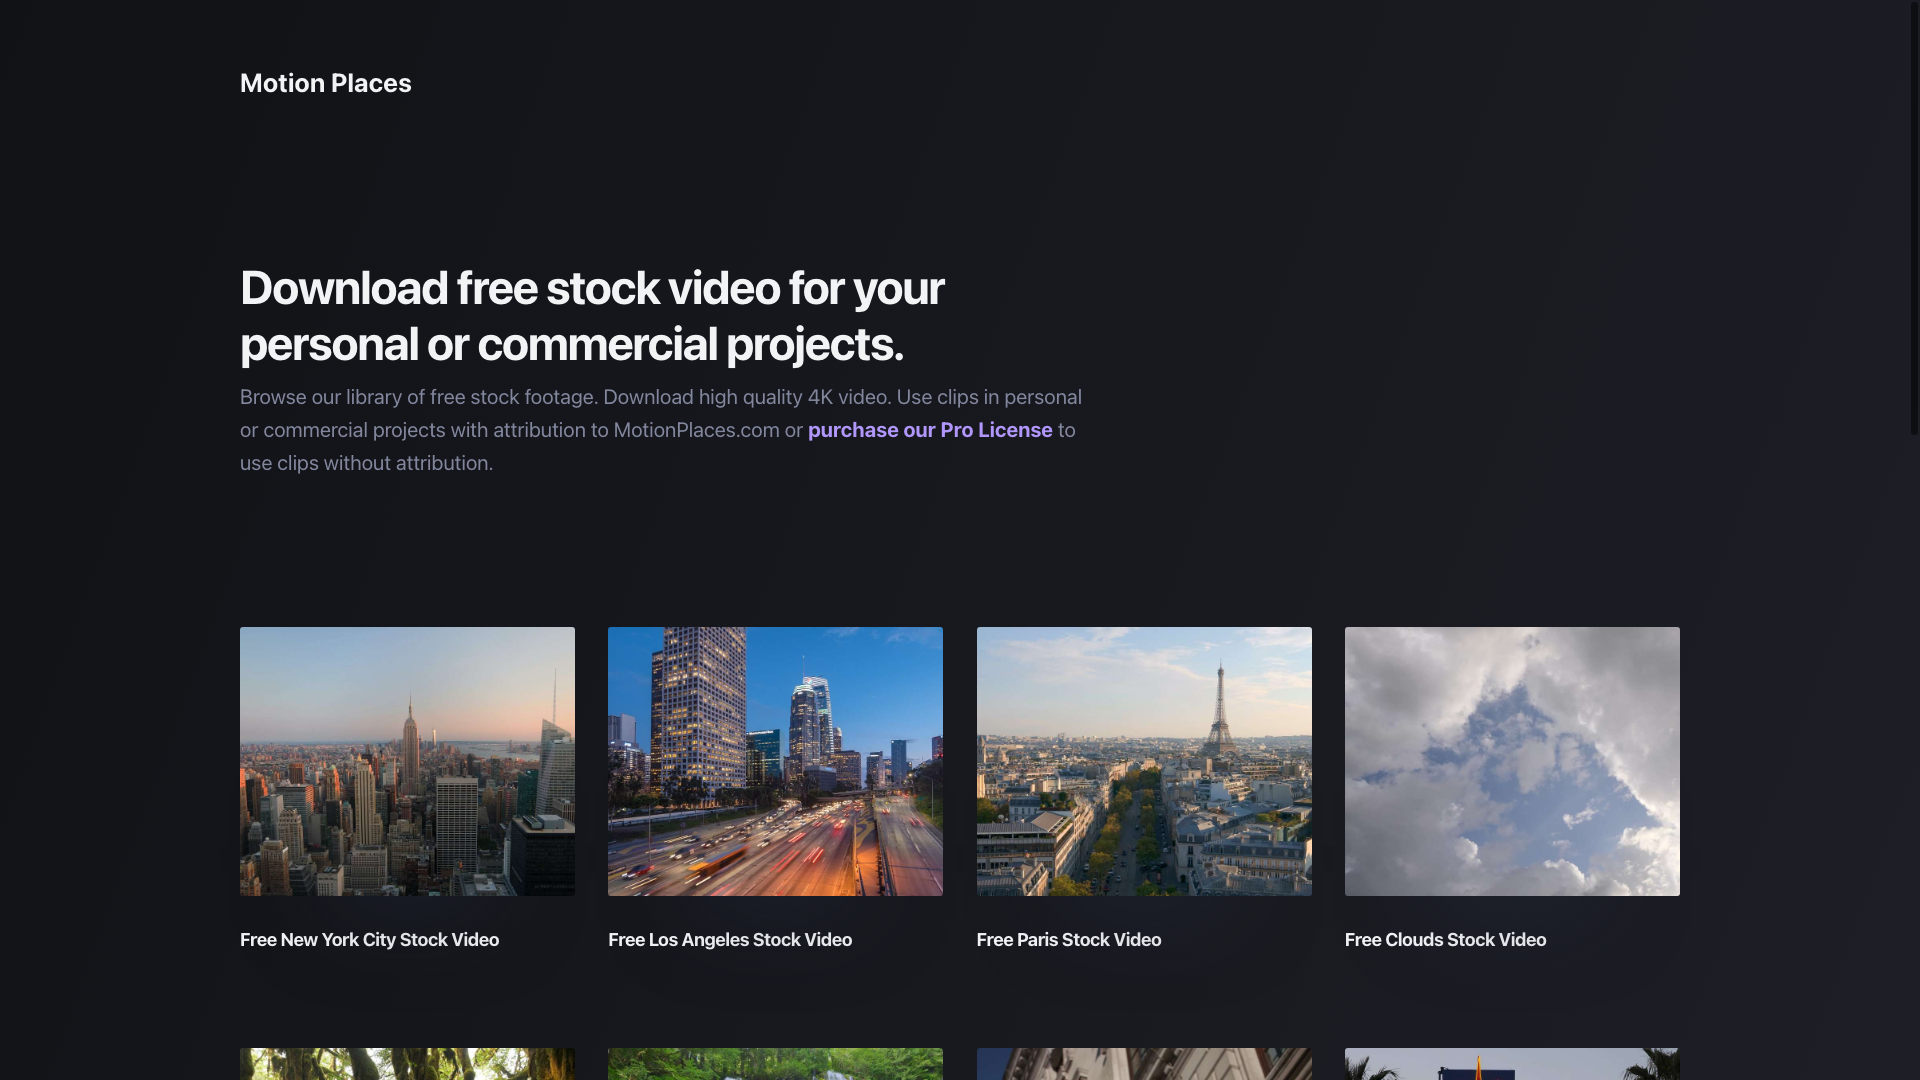 Motion Places
Download free stock video for your
personal or commercial projects.
Browse our library of free stock footage. Download high quality 4K video. Use clips in personal
or commercial projects with attribution to MotionPlaces.com or purchase our Pro License to
use clips without attribution.
Free New York City Stock Video
Free Los Angeles Stock Video
Free Paris Stock Video
Free Clouds Stock Video